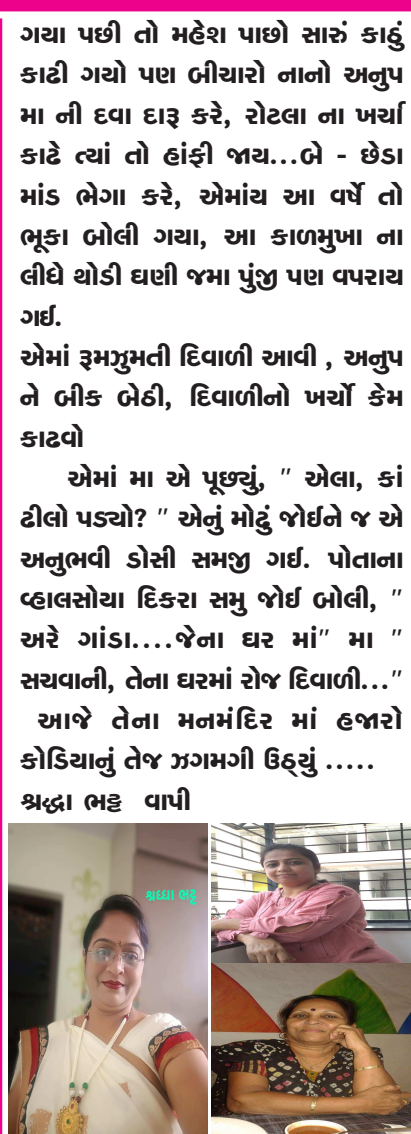 ગયા પછી તો મહેશ પાછો સારું કાઠું
કાઢી ગયો પણ બીચારો નાનો અનુપ
મા ની દવા દારૂ કરે, રોટલા ના ખર્ચા
કાઢે ત્યાં તો હાંફી જાય...બે - છેડા
માંડ ભેગા કરે, એમાંય આ વર્ષે તો
ભૂકા બોલી ગયા, આ કાળમુખા ના
લીધે થોડી ઘણી જમા પુંજી પણ વપરાય
ગઈ.
એમાં રૂમઝુમતી દિવાળી આવી , અનુપ
ને બીક બેઠી, દિવાળીનો ખર્ચો કેમ
કાઢવો
એમાં મા એ પૂછ્યું, " એલા, કાં
ઢીલો પડ્યો? " એનું મોઢું જોઈને જ એ
અનુભવી ડોસી સમજી ગઈ. પોતાના
વ્હાલસોયા દિકરા સમુ જોઈ બોલી, "
અરે ગાંડા....જેના ઘર માં" મા "
સચવાની, તેના ઘરમાં રોજ દિવાળી..."
આજે તેના મનમંદિર માં હજારો
કોડિયાનું તેજ ઝગમગી ઉઠ્યું .....
શ્રદ્ધા ભટ્ટ વાપી
શ્રધ્ધા ભટ્ટ